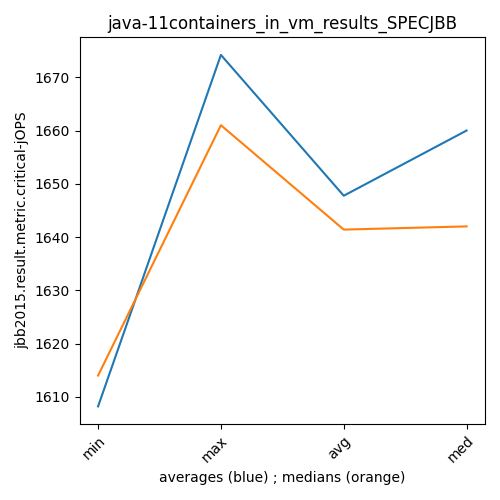 java-11containers_in_vm_results_SPECJBB
jbb2015.result.metric.critical-jOPS
1670
1660
1650
1640
1630
1620
1610
min
max
avg
med
averages (blue) ; medians (orange)